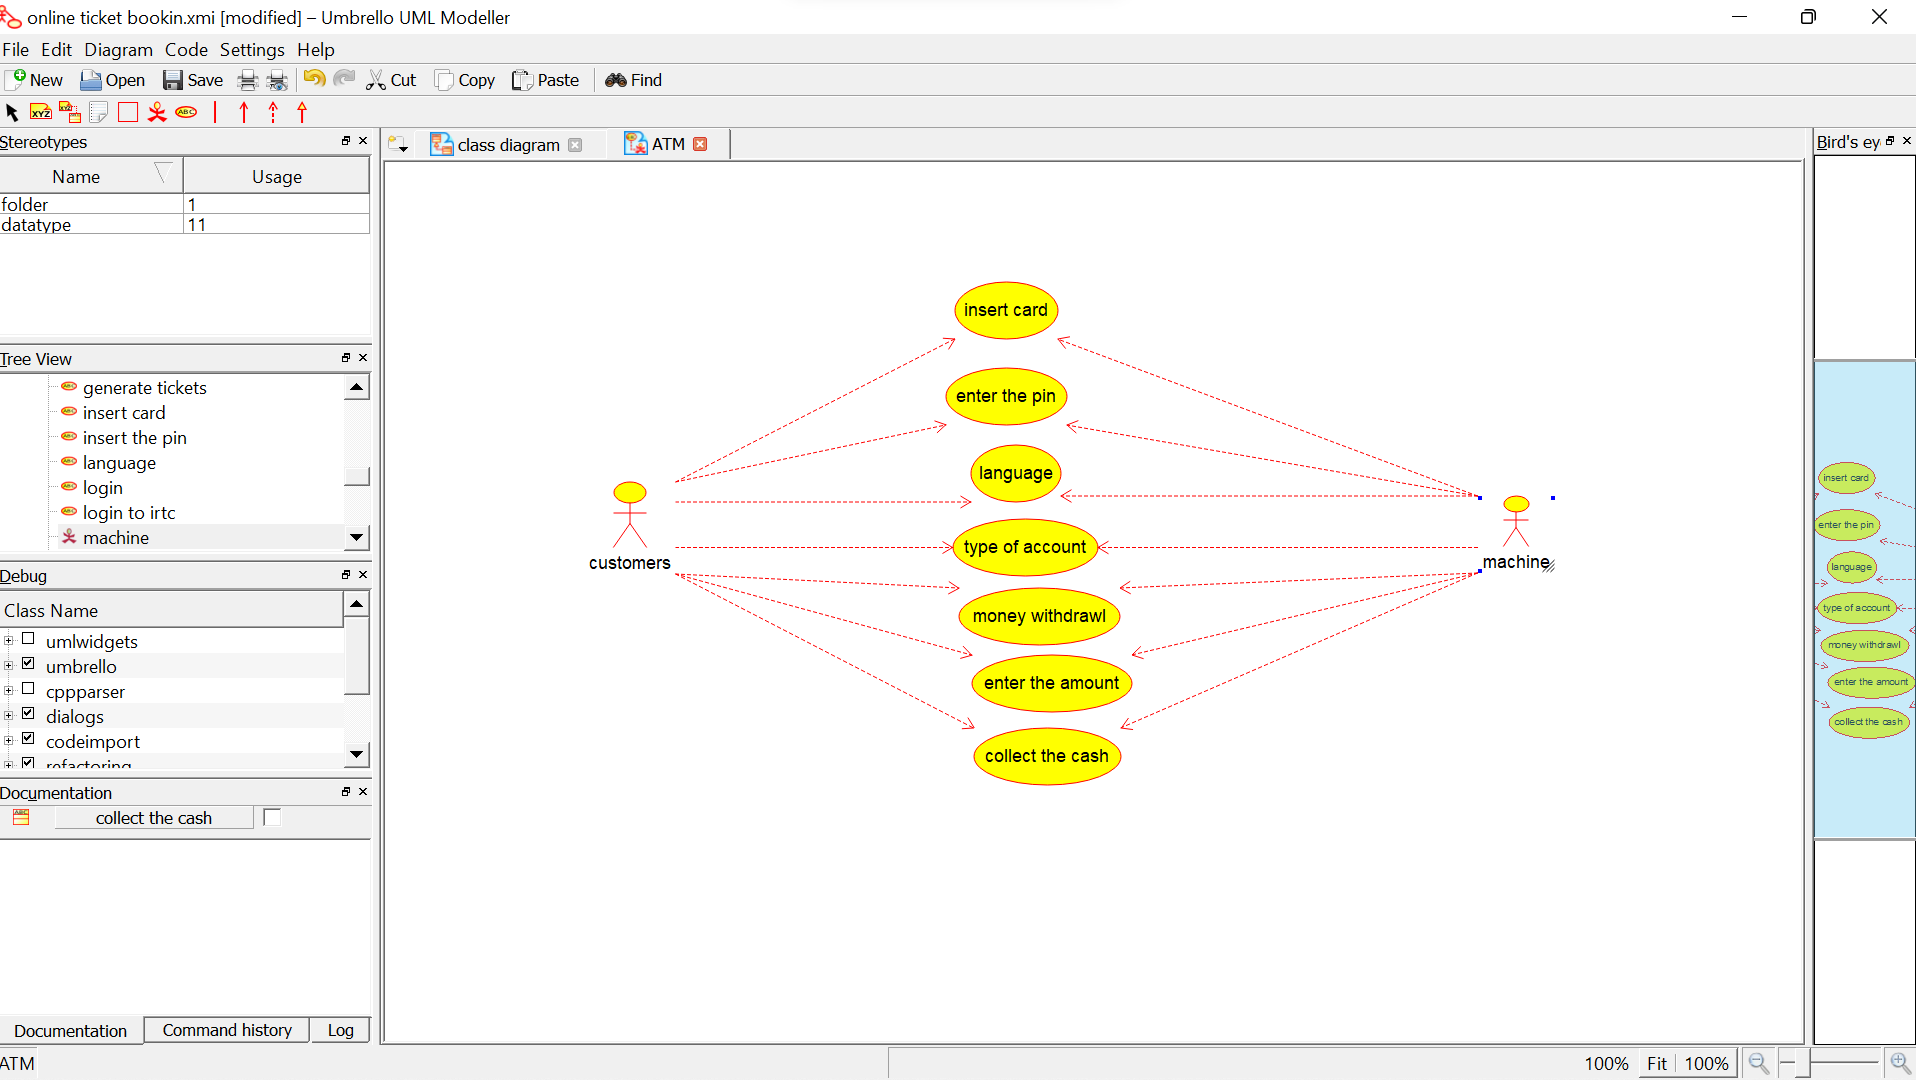 online ticket bookin.xmi [modified] – Umbrello UML Modeller
File Edit Diagram Code Settings Help
New Open Save Cut Copy Paste Find
XYZ XYZ ABC
Stereotypes
Name Usage
folder 1
datatype 11
Tree View
generate tickets
insert card
insert the pin
language
login
login to irtc
machine
Debug
Class Name
umlwidgets
umbrello
cppparser
dialogs
codeimport
refactoring
Documentation
collect the cash
Documentation Command history Log
ATM
class diagram ATM
insert card
enter the pin
language
type of account
money withdrawl
enter the amount
collect the cash
customers
machine
Bird's ey
insert card
enter the pin
language
type of account
money withdrawl
enter the amount
collect the cash
100% Fit 100%